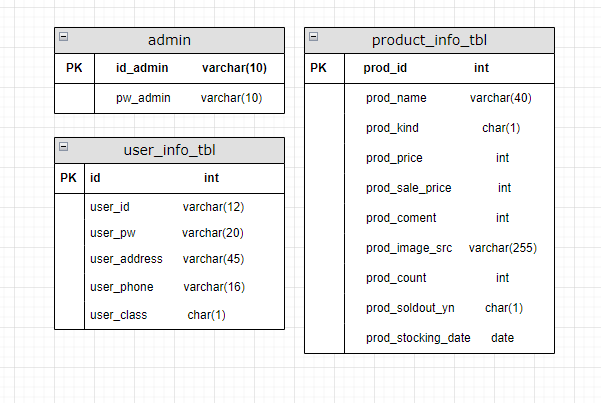 admin
PK id_admin varchar(10)
pw_admin varchar(10)
user_info_tbl
PK id int
user_id varchar(12)
user_pw varchar(20)
user_address varchar(45)
user_phone varchar(16)
user_class char(1)
product_info_tbl
PK prod_id int
prod_name varchar(40)
prod_kind char(1)
prod_price int
prod_sale_price int
prod_coment int
prod_image_src varchar(255)
prod_count int
prod_soldout_yn char(1)
prod_stocking_date date